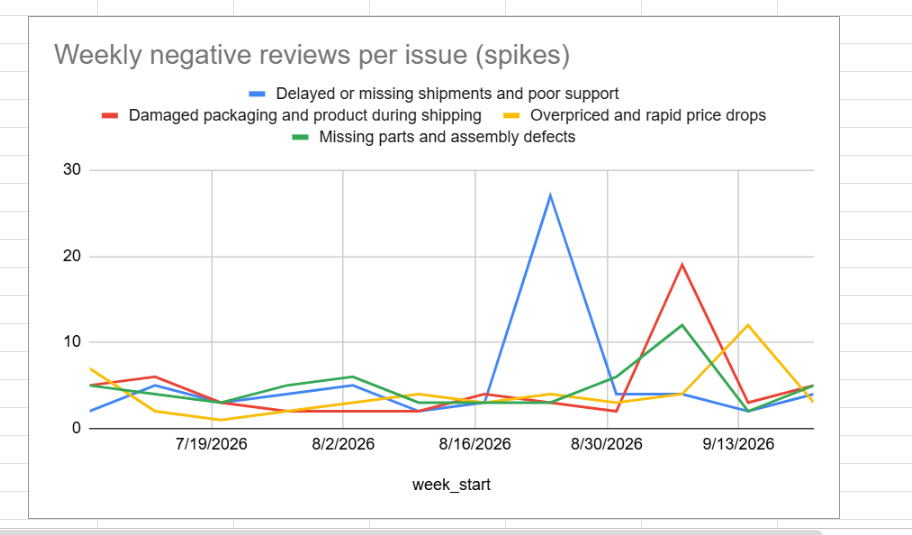 Weekly negative reviews per issue (spikes)
Delayed or missing shipments and poor support
Damaged packaging and product during shipping Overpriced and rapid price drops
Missing parts and assembly defects
30
20
10
0
7/19/2026 8/2/2026 8/16/2026 8/30/2026 9/13/2026
week_start